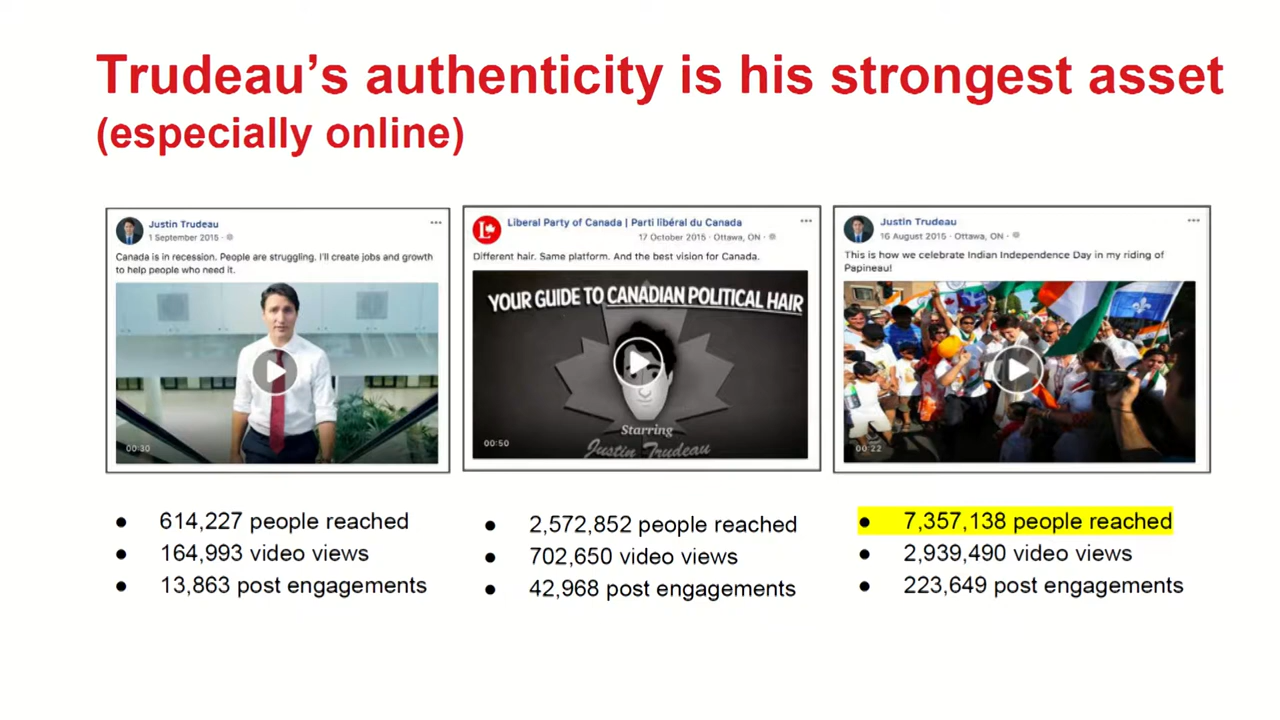 Trudeau's authenticity is his strongest asset
(especially online)
Justin Trudeau
1 September 2015 ·
Canada is in recession. People are struggling. I'll create jobs and growth
to help people who need it.
00:30
614,227 people reached
164,993 video views
13,863 post engagements
Liberal Party of Canada | Parti libéral du Canada
17 October 2015 · Ottawa, ON ·
Different hair. Same platform. And the best vision for Canada.
YOUR GUIDE TO CANADIAN POLITICAL HAIR
Starring
Justin Trudeau
00:50
2,572,852 people reached
702,650 video views
42,968 post engagements
Justin Trudeau
16 August 2015 · Ottawa, ON ·
This is how we celebrate Indian Independence Day in my riding of
Papineau!
00:22
7,357,138 people reached
2,939,490 video views
223,649 post engagements